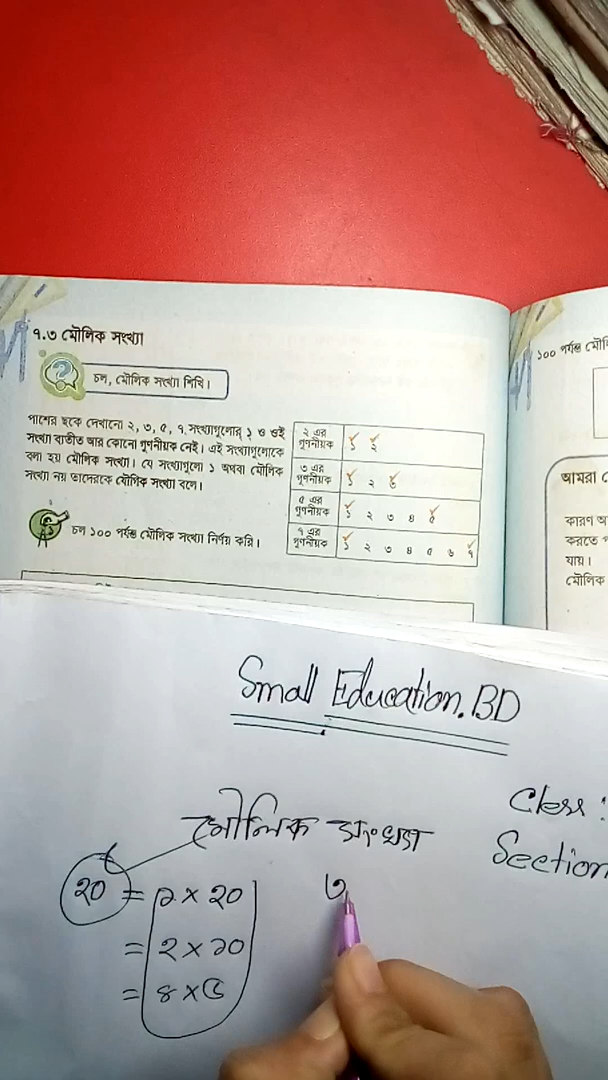 ৭.৩ মৌলিক সংখ্যা
চল, মৌলিক সংখ্যা শিখি।
পাশের ছকে দেখানো ২, ৩, ৫, ৭ সংখ্যাগুলোর ১ ও ওই
সংখ্যা ব্যতীত আর কোনো গুণনীয়ক নেই। এই সংখ্যাগুলোকে
বলা হয় মৌলিক সংখ্যা। যে সংখ্যাগুলো ১ অথবা মৌলিক
সংখ্যা নয় তাদেরকে যৌগিক সংখ্যা বলে।
২ এর
গুণনীয়ক ১ ২
৩ এর
গুণনীয়ক ১ ২ ৩
৫ এর
গুণনীয়ক ১ ২ ৩ ৪ ৫
৭ এর
গুণনীয়ক ১ ২ ৩ ৪ ৫ ৬ ৭
চল ১০০ পর্যন্ত মৌলিক সংখ্যা নির্ণয় করি।
১০০ পর্যন্ত মৌলি
আমরা
কারণ
করতে
যায়।
মৌলিক
Small Education.BD
Class:
Section
মৌলিক সংখ্যা
২০ = ১ × ২০
= ২ × ১০
= ৪ × ৫
৩